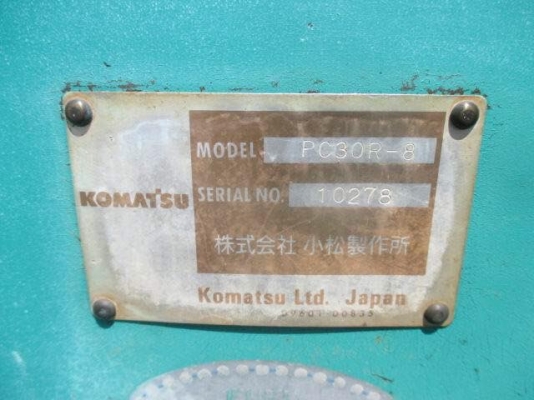 KOMATSU
MODEL PC30R-8
SERIAL NO. 10278
株式会社 小松製作所
Komatsu Ltd. Japan